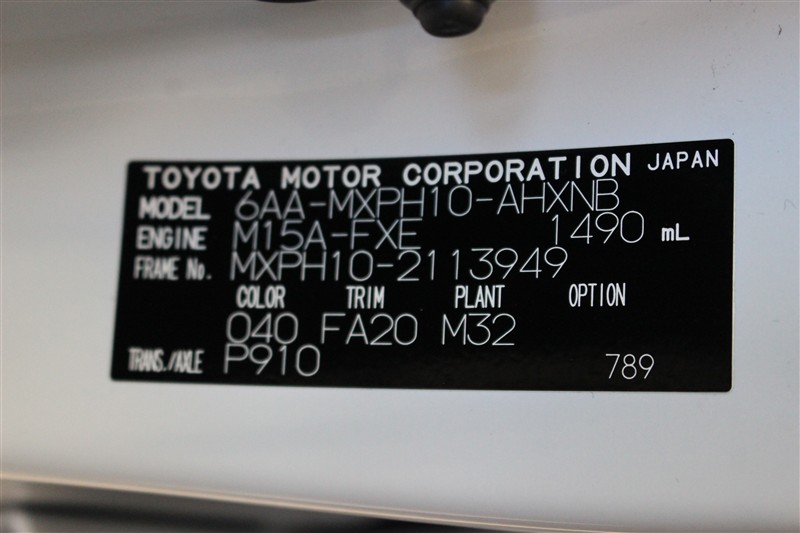 TOYOTA MOTOR CORPORATION JAPAN
MODEL 6AA-MXPH10-AHXNB
ENGINE M15A-FXE 1490 mL
FRAME No. MXPH10-2113949
COLOR TRIM PLANT OPTION
040 FA20 M32
TRANS./AXLE P910 789